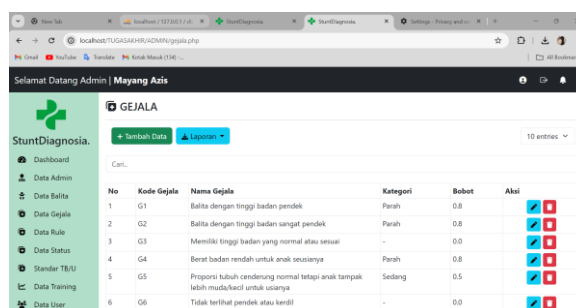 New Tab
localhost / 127.0.0.1 /
StuntDiagnosia.
StuntDiagnosia.
Settings - Privacy and
localhost/TUGASAKHIR/ADMIN/gejala.php
Gmail YouTube Translate Kotak Masuk (134) -...
All Bookmar
Selamat Datang Admin | Mayang Azis
StuntDiagnosia.
Dashboard
Data Admin
Data Balita
Data Gejala
Data Rule
Data Status
Standar TB/U
Data Training
Data User
GEJALA
+ Tambah Data Laporan
10 entries
Cari..
No Kode Gejala Nama Gejala Kategori Bobot Aksi
1 G1 Balita dengan tinggi badan pendek Parah 0.8
2 G2 Balita dengan tinggi badan sangat pendek Parah 0.8
3 G3 Memiliki tinggi badan yang normal atau sesuai - 0.0
4 G4 Berat badan rendah untuk anak seusianya Parah 0.8
5 G5 Proporsi tubuh cenderung normal tetapi anak tampak Sedang 0.5
lebih muda/kecil untuk usianya
6 G6 Tidak terlihat pendek atau kerdil - 0.0